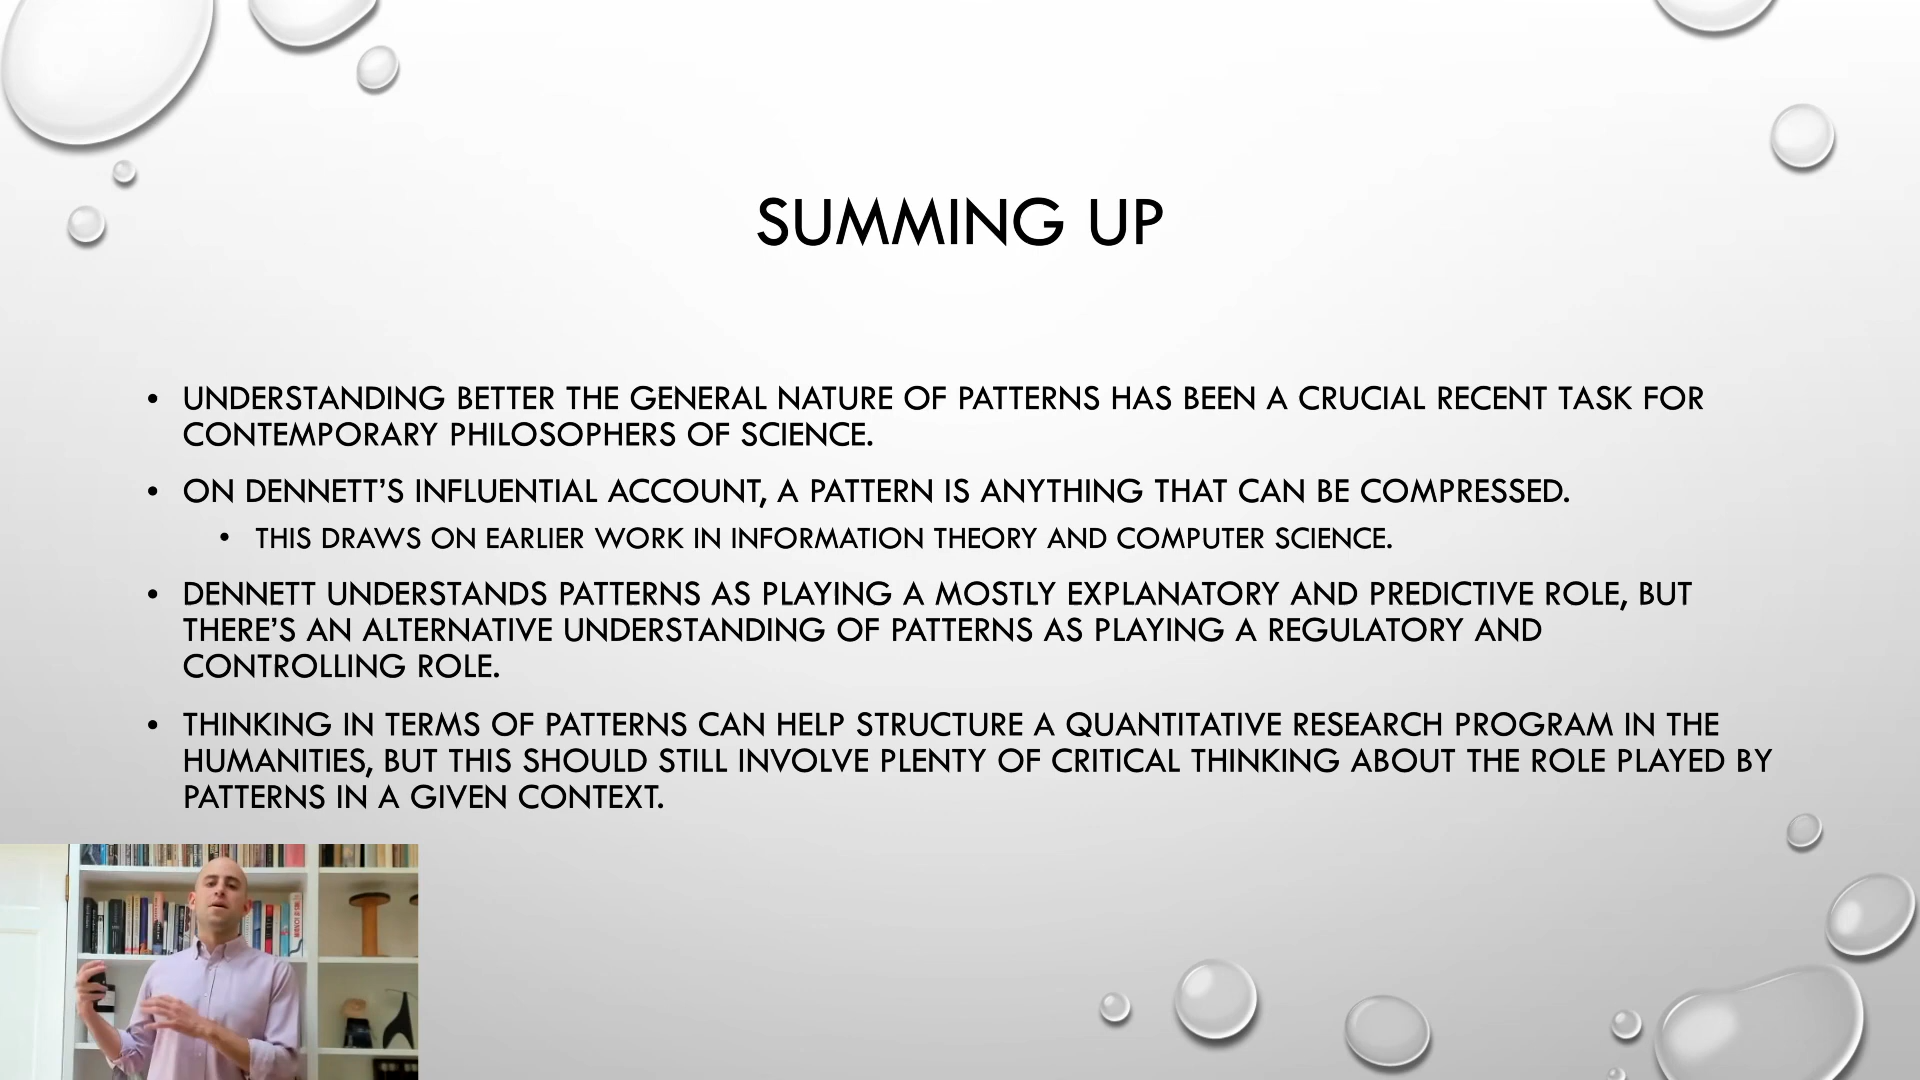 SUMMING UP
• UNDERSTANDING BETTER THE GENERAL NATURE OF PATTERNS HAS BEEN A CRUCIAL RECENT TASK FOR
CONTEMPORARY PHILOSOPHERS OF SCIENCE.
• ON DENNETT’S INFLUENTIAL ACCOUNT, A PATTERN IS ANYTHING THAT CAN BE COMPRESSED.
• THIS DRAWS ON EARLIER WORK IN INFORMATION THEORY AND COMPUTER SCIENCE.
• DENNETT UNDERSTANDS PATTERNS AS PLAYING A MOSTLY EXPLANATORY AND PREDICTIVE ROLE, BUT
THERE’S AN ALTERNATIVE UNDERSTANDING OF PATTERNS AS PLAYING A REGULATORY AND
CONTROLLING ROLE.
• THINKING IN TERMS OF PATTERNS CAN HELP STRUCTURE A QUANTITATIVE RESEARCH PROGRAM IN THE
HUMANITIES, BUT THIS SHOULD STILL INVOLVE PLENTY OF CRITICAL THINKING ABOUT THE ROLE PLAYED BY
PATTERNS IN A GIVEN CONTEXT.